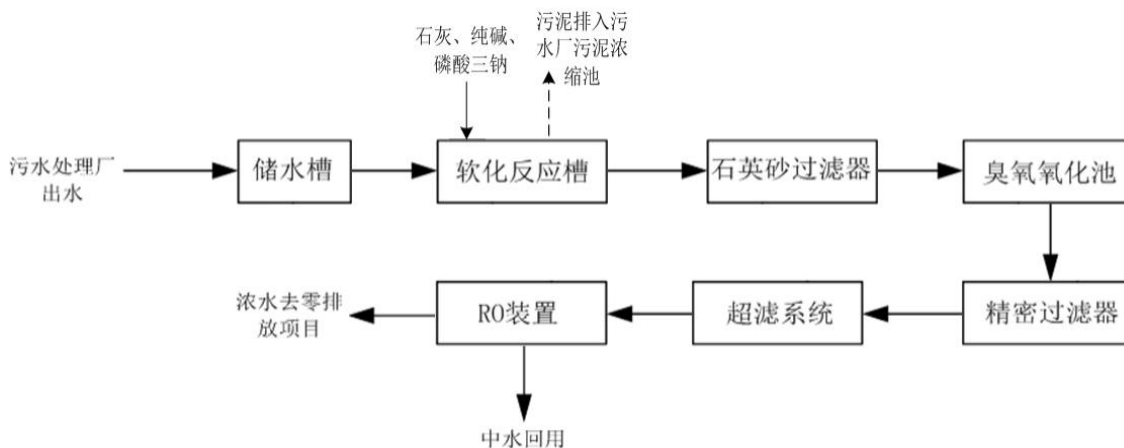 石灰、纯碱、
磷酸三钠
污泥排入污
水厂污泥浓
缩池
污水处理厂
出水
储水槽
软化反应槽
石英砂过滤器
臭氧氧化池
浓水去零排
放项目
RO装置
超滤系统
精密过滤器
中水回用